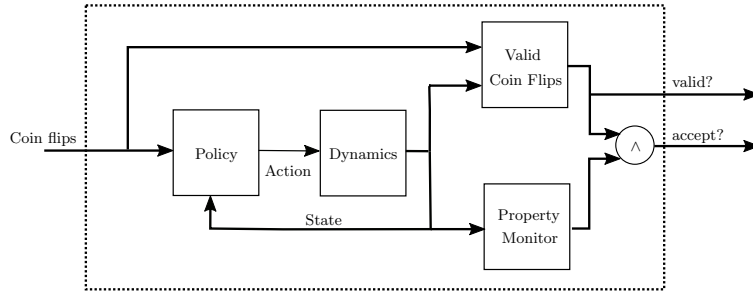 Valid
Coin Flips
valid?
Coin flips
Policy
Action
Dynamics
∧
accept?
State
Property
Monitor